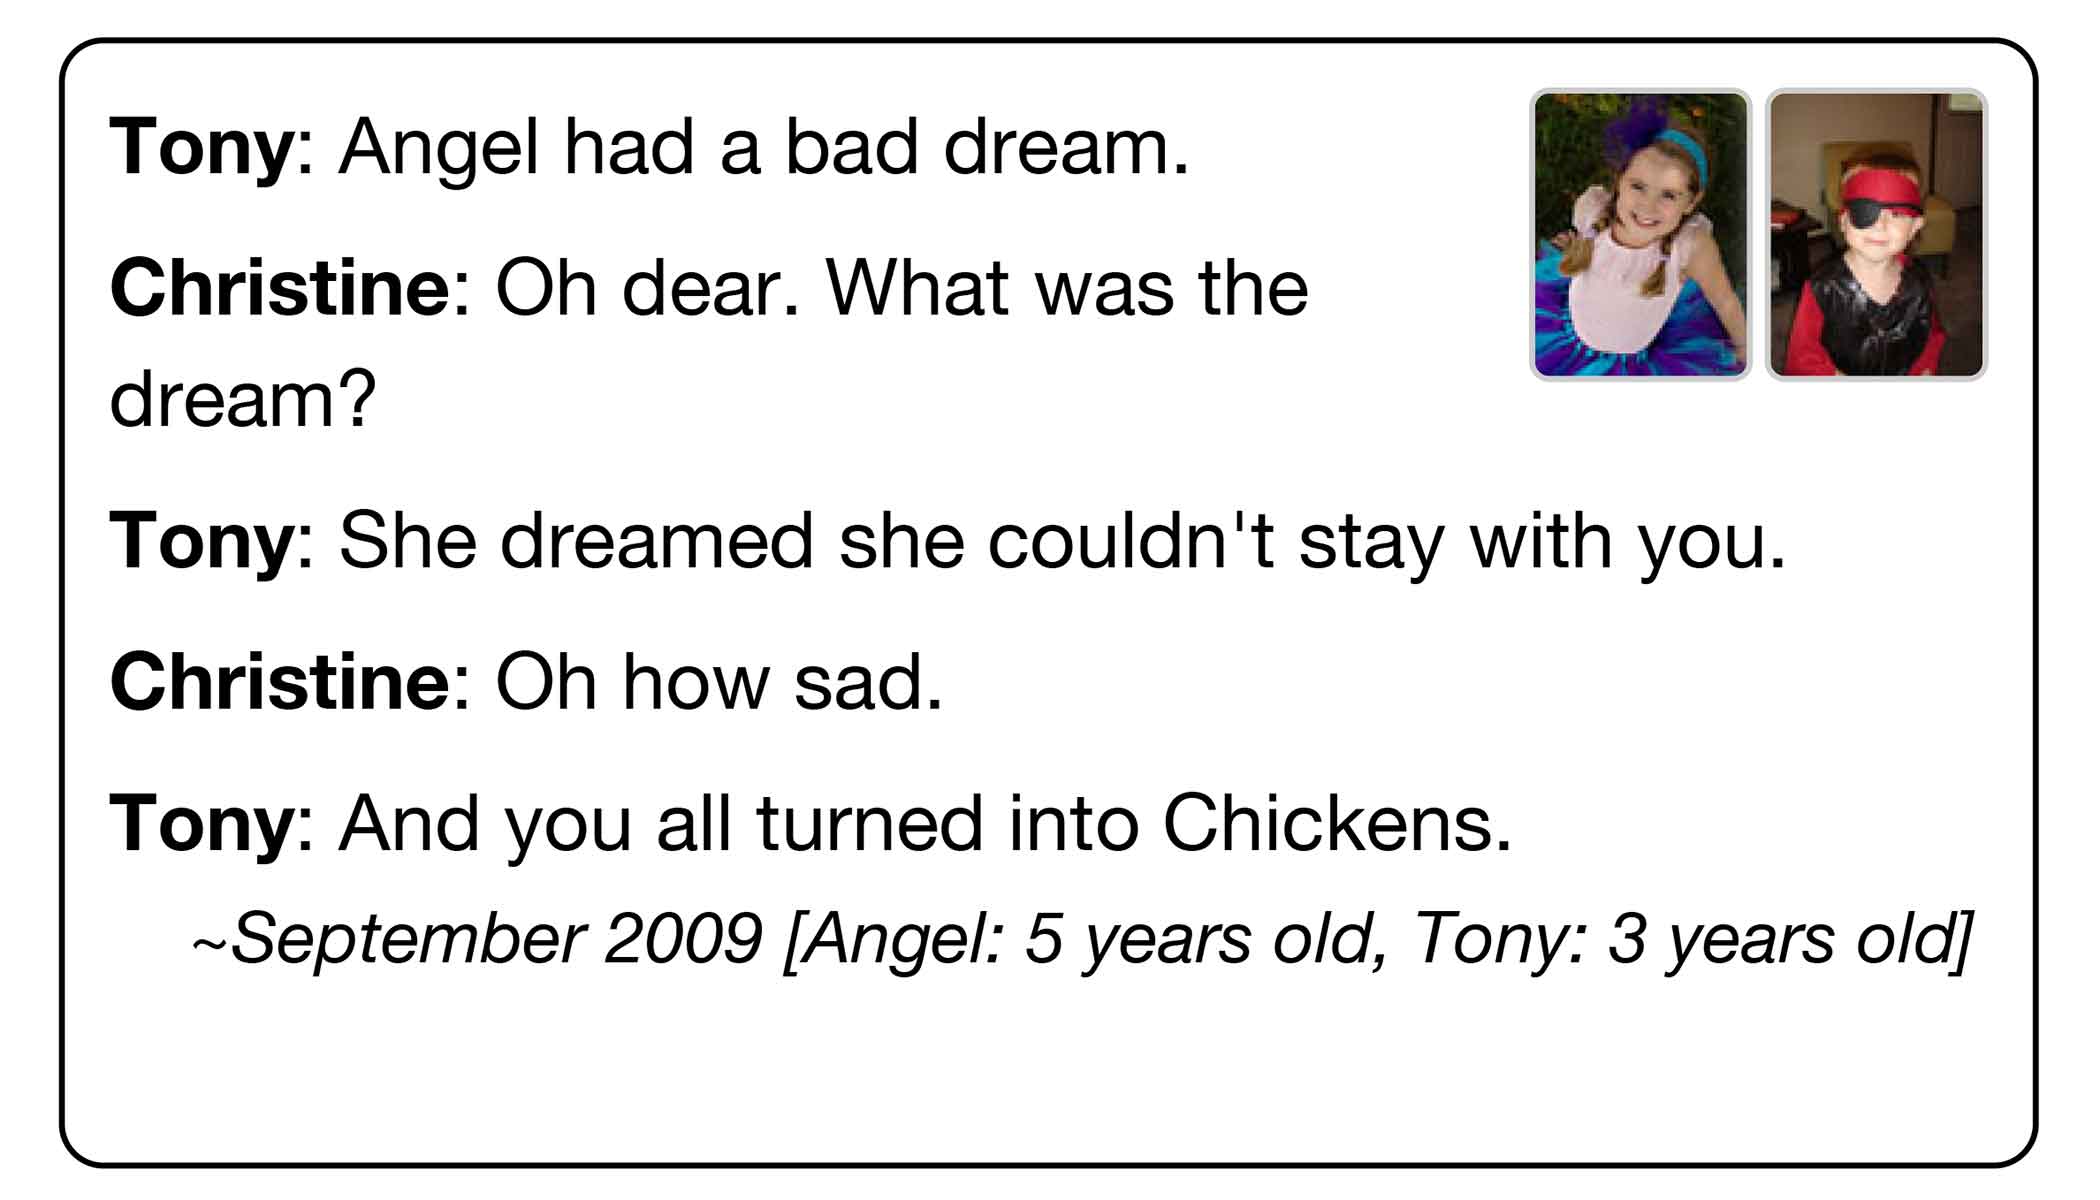 Tony: Angel had a bad dream.
Christine: Oh dear. What was the
dream?
Tony: She dreamed she couldn't stay with you.
Christine: Oh how sad.
Tony: And you all turned into Chickens.
~September 2009 [Angel: 5 years old, Tony: 3 years old]